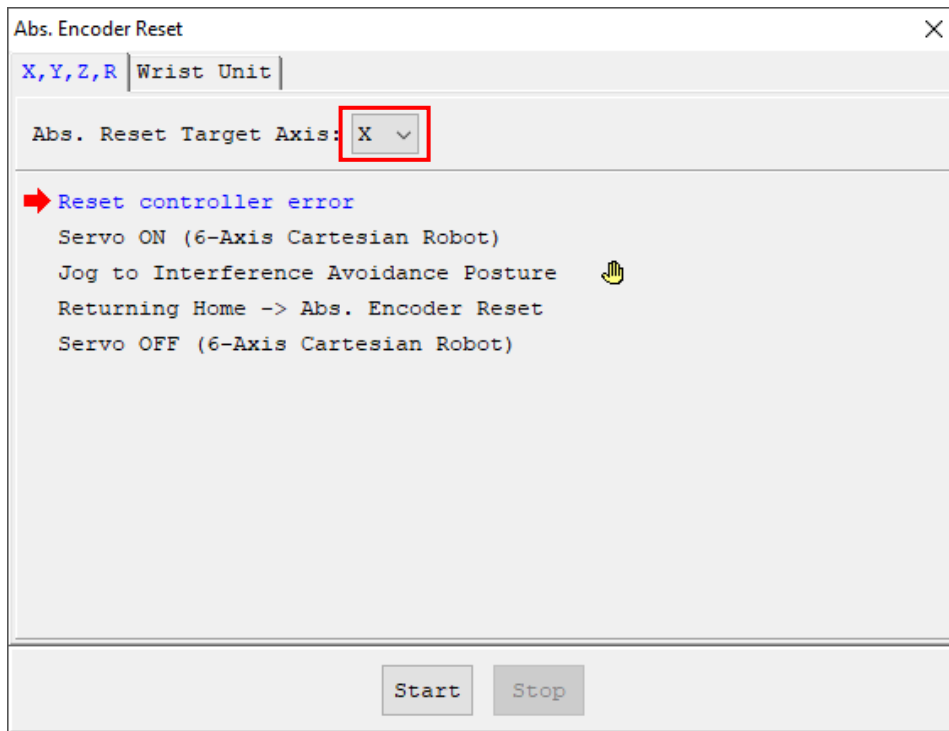 Abs. Encoder Reset
X,Y,Z,R Wrist Unit
Abs. Reset Target Axis: X
Reset controller error
Servo ON (6-Axis Cartesian Robot)
Jog to Interference Avoidance Posture
Returning Home -> Abs. Encoder Reset
Servo OFF (6-Axis Cartesian Robot)
Start Stop